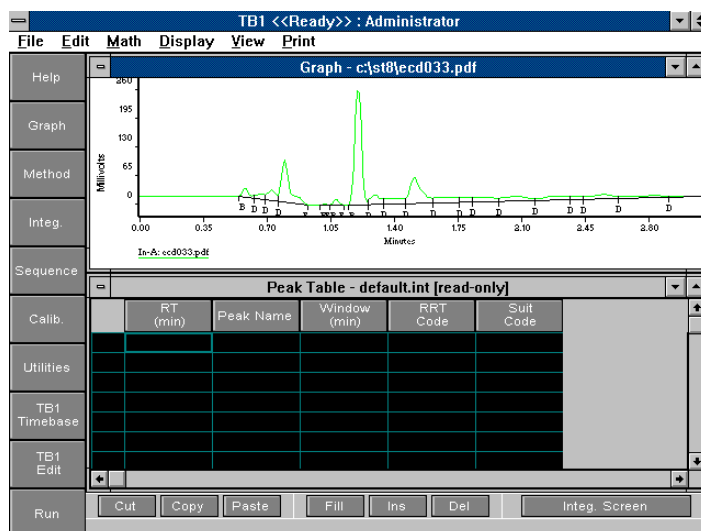 TB1 <<Ready>> : Administrator
File Edit Math Display View Print
Help
Graph
Method
Integ.
Sequence
Calib.
Utilities
TB1
Timebase
TB1
Edit
Run
Graph - c:\st8\ecd033.pdf
Millivolts
260
195
130
65
0
B D D D D D D D D D D D D
0.00 0.35 0.70 1.05 1.40 1.75 2.10 2.45 2.80
Minutes
In-A: ecd033.pdf
Peak Table - default.int [read-only]
RT
(min)
Peak Name
Window
(min)
RRT
Code
Suit
Code
Cut Copy Paste Fill Ins Del Integ. Screen